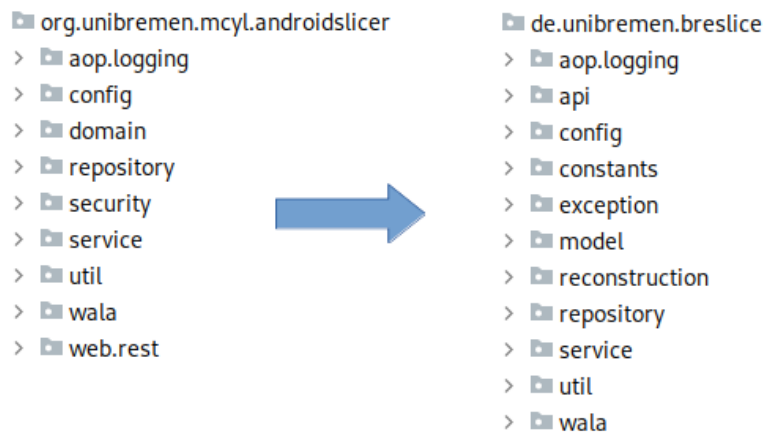 org.unibremen.mcyl.androidslicer
aop.logging
config
domain
repository
security
service
util
wala
web.rest
de.unibremen.breslice
aop.logging
api
config
constants
exception
model
reconstruction
repository
service
util
wala